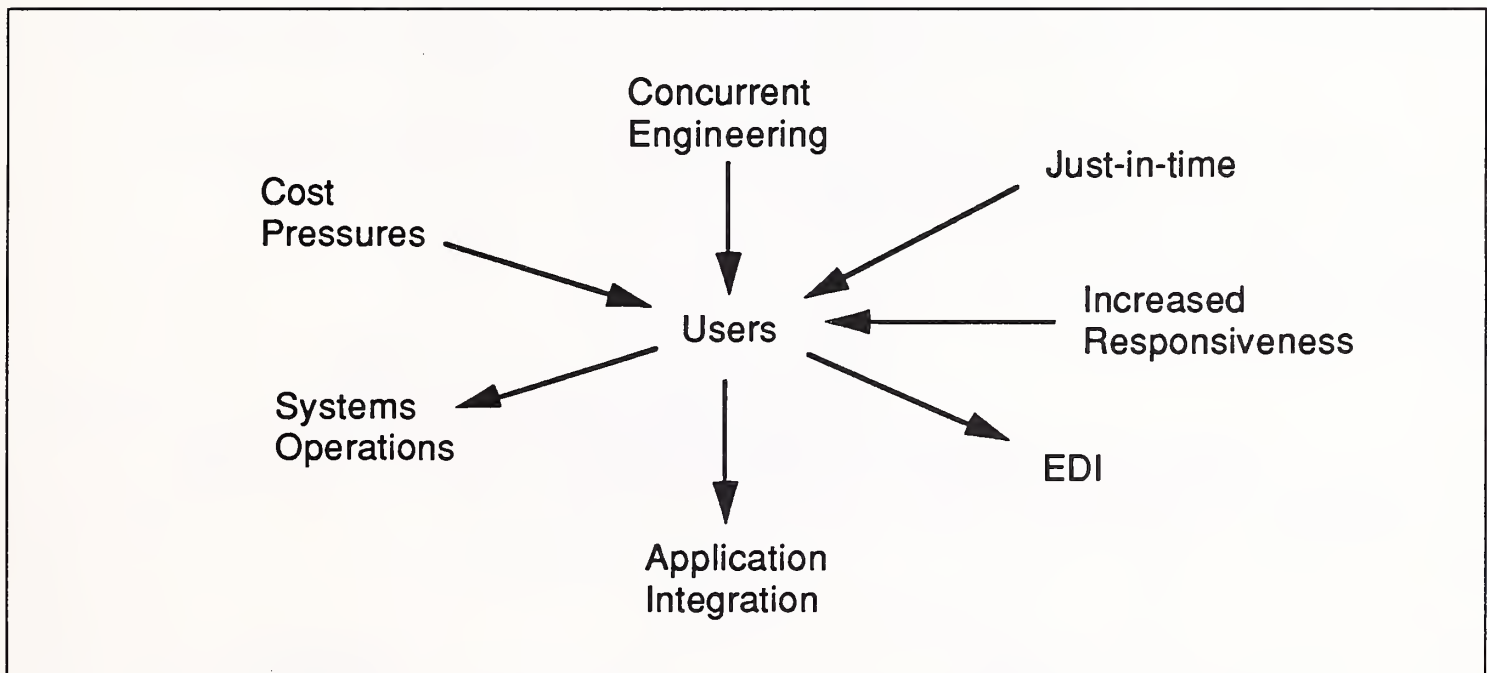 Concurrent
Engineering
Just-in-time
Cost
Pressures
Increased
Responsiveness
Users
Systems
Operations
EDI
Application
Integration